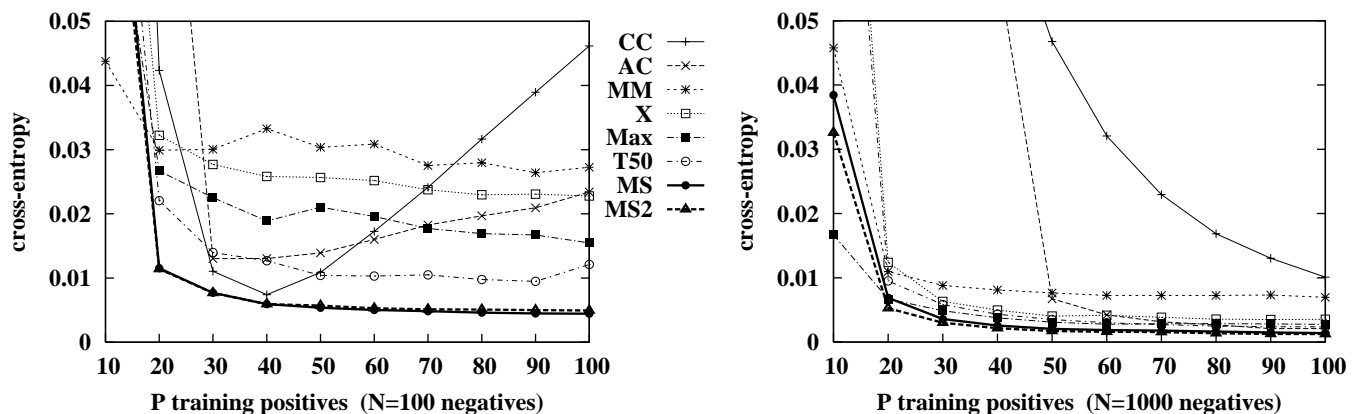 0.05
0.04
0.03
0.02
0.01
0
cross-entropy
10 20 30 40 50 60 70 80 90 100
P training positives (N=100 negatives)
CC
AC
MM
X
Max
T50
MS
MS2
0.05
0.04
0.03
0.02
0.01
0
cross-entropy
10 20 30 40 50 60 70 80 90 100
P training positives (N=1000 negatives)